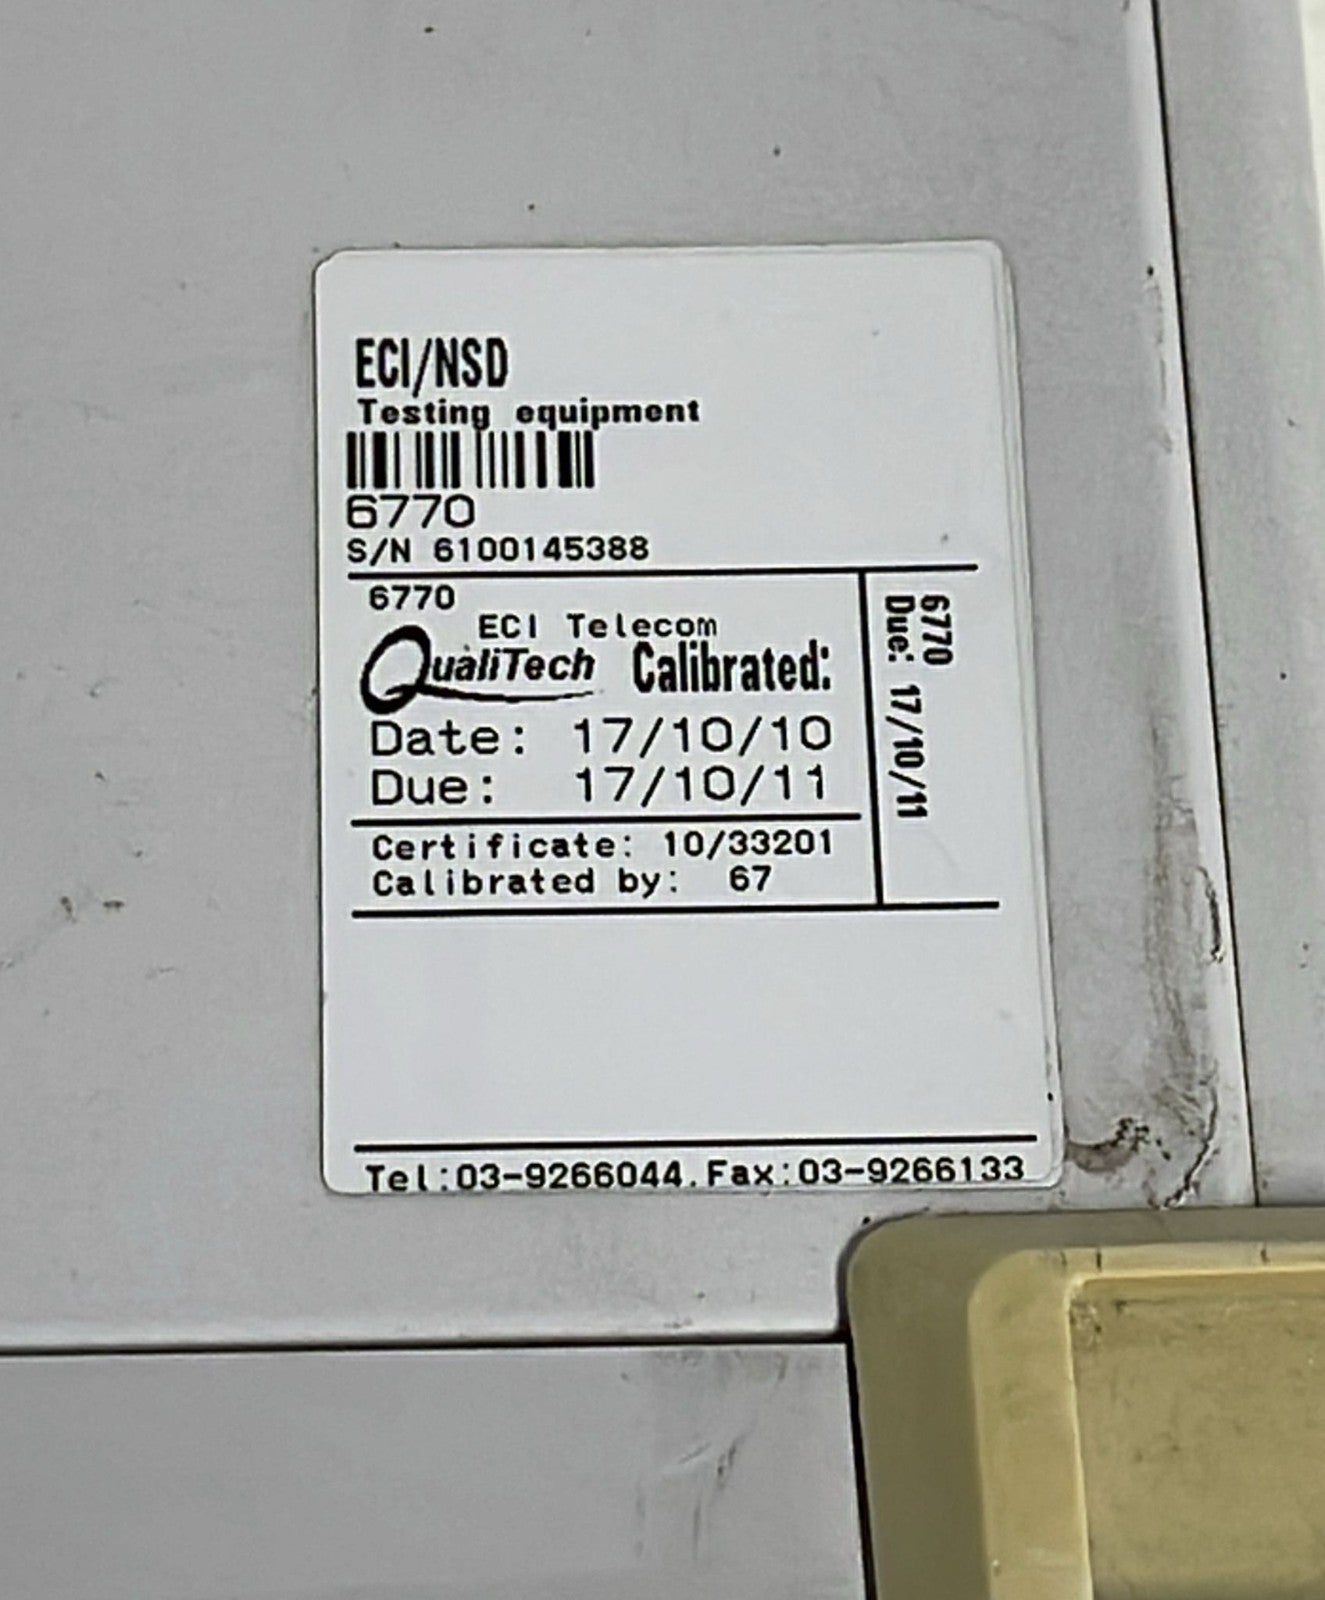 ECI/NSD
Testing equipment
6770
S/N 6100145388
6770
ECI Telecom
QualiTech Calibrated:
Date: 17/10/10
Due: 17/10/11
Certificate: 10/33201
Calibrated by: 67
6770
Due: 17/10/11
Tel:03-9266044.Fax:03-9266133